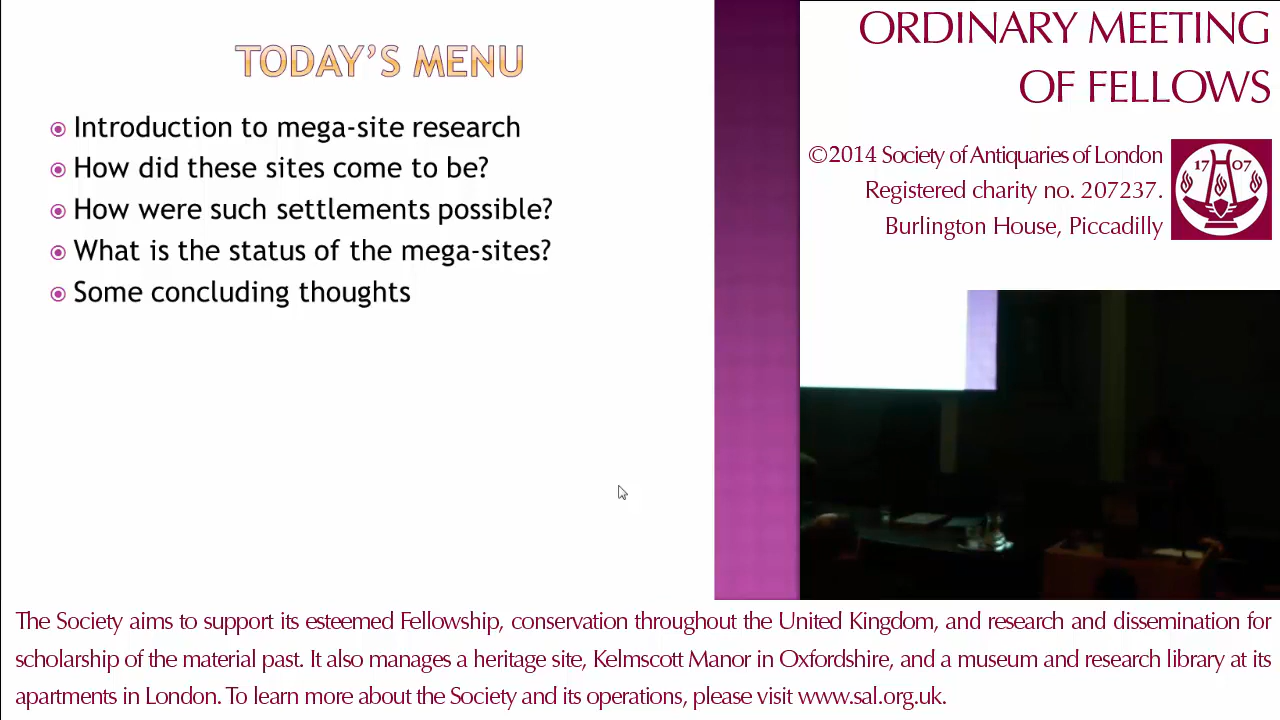 TODAY'S MENU
Introduction to mega-site research
How did these sites come to be?
How were such settlements possible?
What is the status of the mega-sites?
Some concluding thoughts
ORDINARY MEETING
OF FELLOWS
©2014 Society of Antiquaries of London
Registered charity no. 207237.
Burlington House, Piccadilly
17 07
The Society aims to support its esteemed Fellowship, conservation throughout the United Kingdom, and research and dissemination for
scholarship of the material past. It also manages a heritage site, Kelmscott Manor in Oxfordshire, and a museum and research library at its
apartments in London. To learn more about the Society and its operations, please visit www.sal.org.uk.